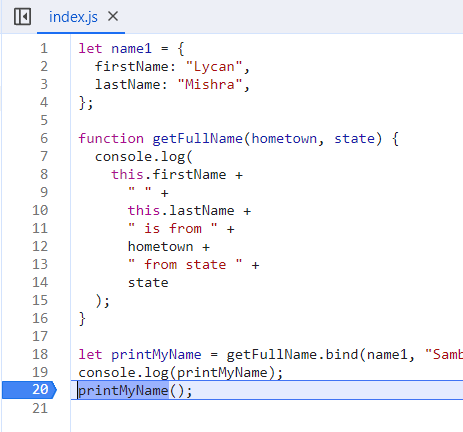 index.js
1 let name1 = {
2   firstName: "Lycan",
3   lastName: "Mishra",
4 };
5
6 function getFullName(hometown, state) {
7   console.log(
8     this.firstName +
9       " " +
10       this.lastName +
11       " is from " +
12       hometown +
13       " from state " +
14       state
15   );
16 }
17
18 let printMyName = getFullName.bind(name1, "Samb
19 console.log(printMyName);
20 printMyName();
21